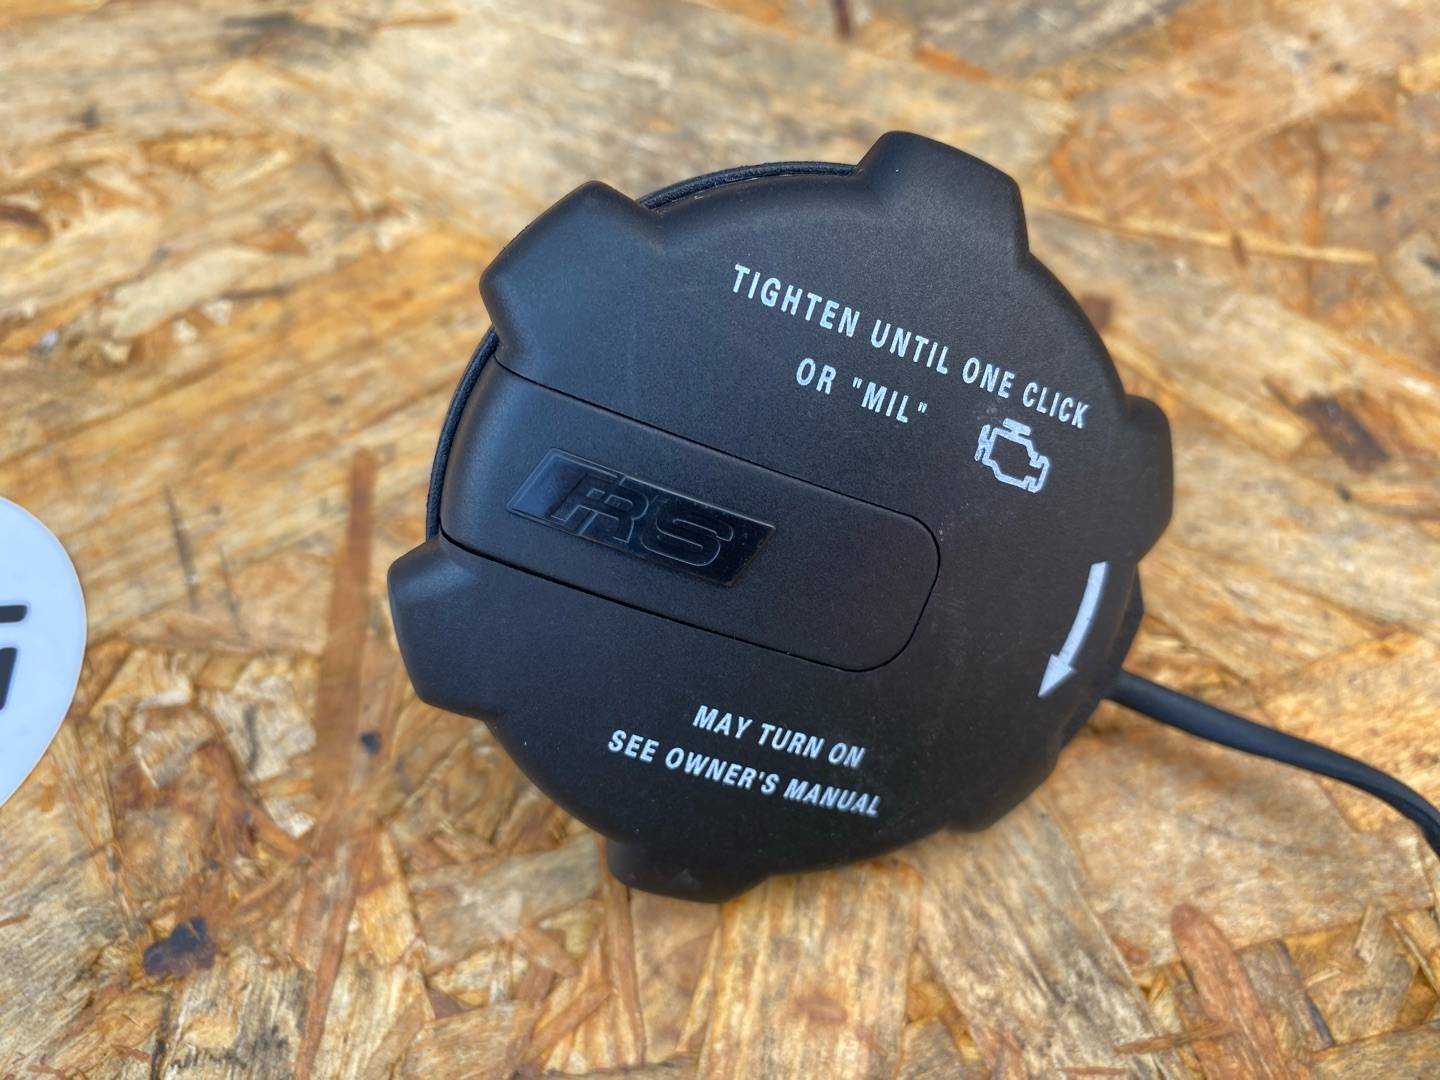 TIGHTEN UNTIL ONE CLICK
OR "MIL"
RS
MAY TURN ON
SEE OWNER'S MANUAL